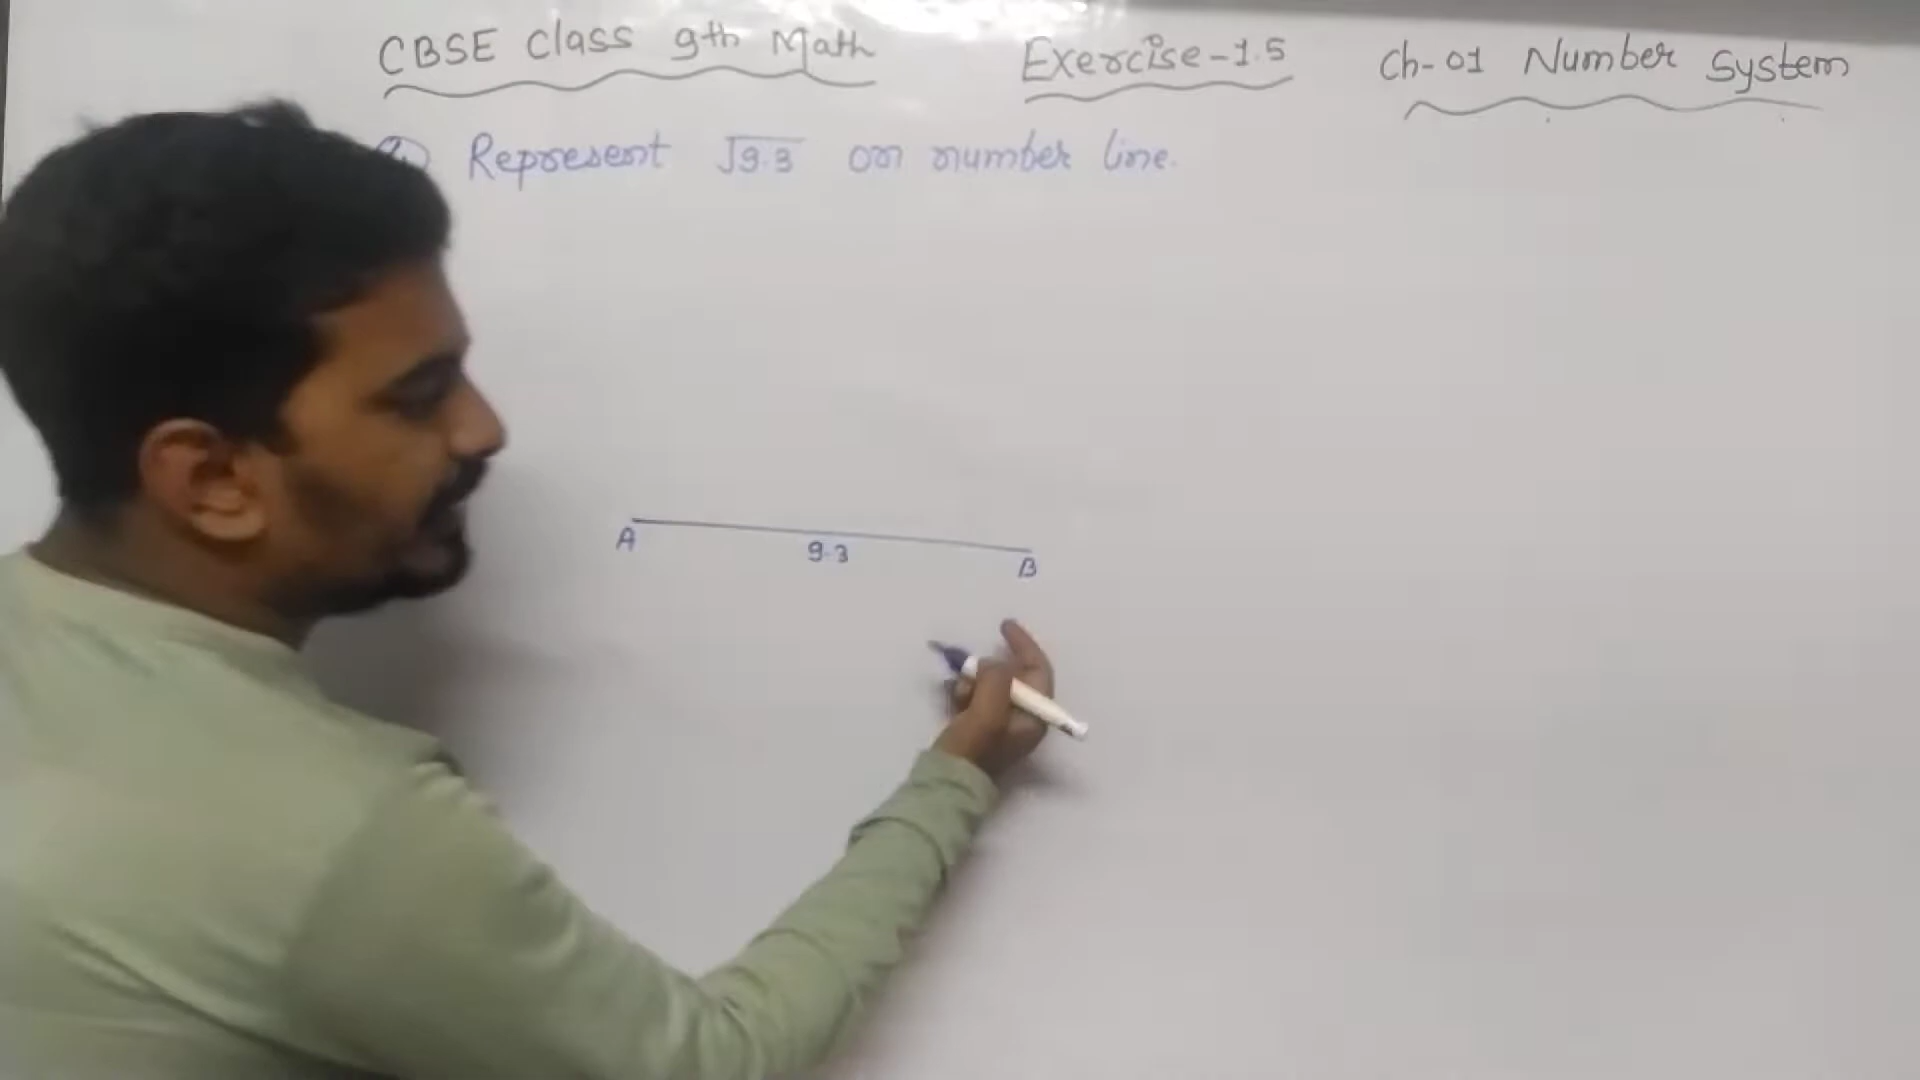 CBSE Class 9th Math Exercise-1.5 Ch-01 Number System
Represent √9.3 on number line.
A 9.3 B